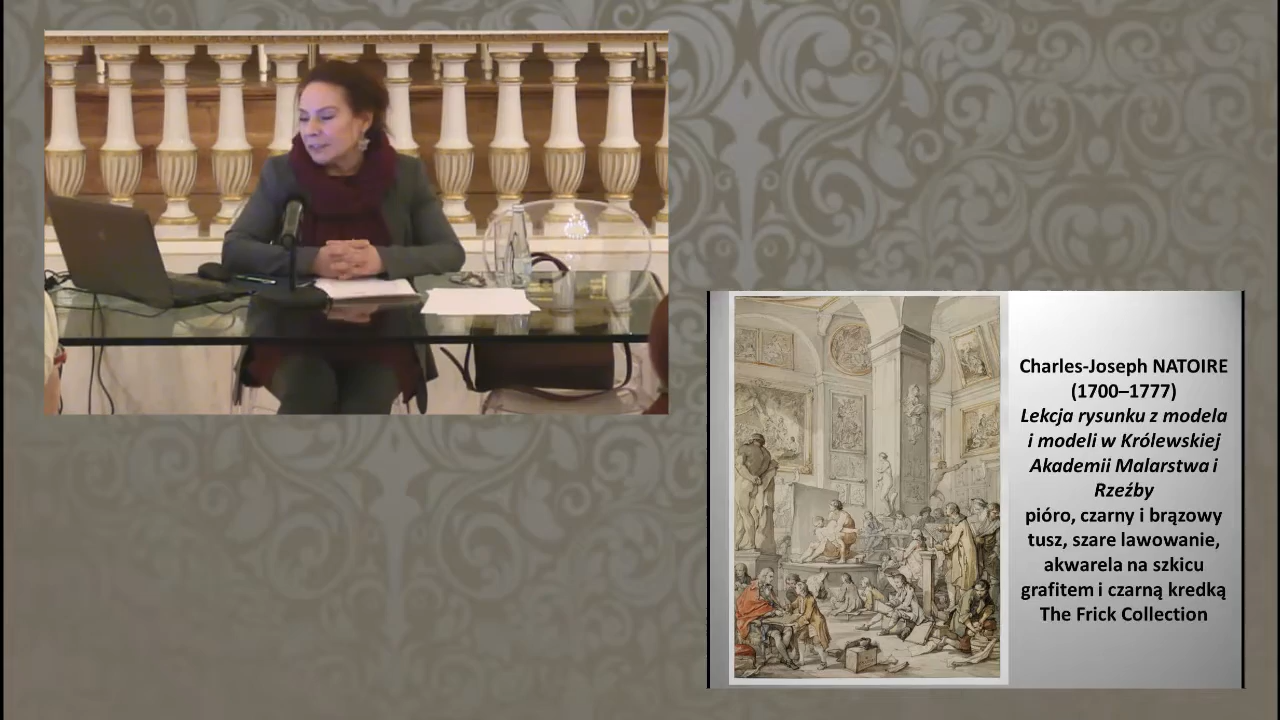 Charles-Joseph NATOIRE
(1700–1777)
Lekcja rysunku z modela
i modeli w Królewskiej
Akademii Malarstwa i
Rzeźby
pióro, czarny i brązowy
tusz, szare lawowanie,
akwarela na szkicu
grafitem i czarną kredką
The Frick Collection